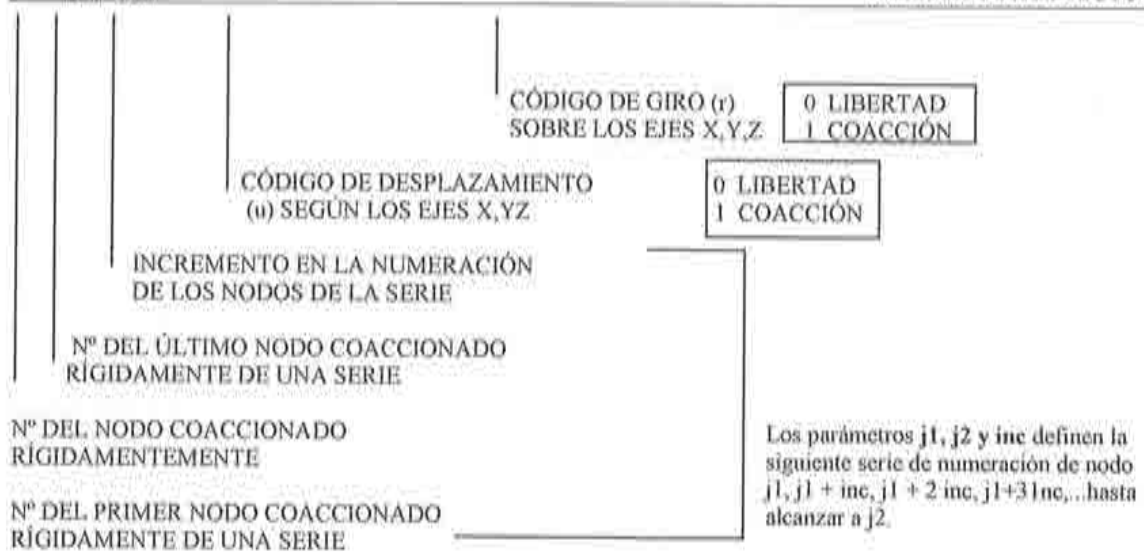 CÓDIGO DE GIRO (r)
SOBRE LOS EJES X,Y,Z
0 LIBERTAD
1 COACCIÓN
CÓDIGO DE DESPLAZAMIENTO
(u) SEGÚN LOS EJES X,YZ
0 LIBERTAD
1 COACCIÓN
INCREMENTO EN LA NUMERACIÓN
DE LOS NODOS DE LA SERIE
Nº DEL ÚLTIMO NODO COACCIONADO
RÍGIDAMENTE DE UNA SERIE
Nº DEL NODO COACCIONADO
RÍGIDAMENTEMENTE
Nº DEL PRIMER NODO COACCIONADO
RÍGIDAMENTE DE UNA SERIE
Los parámetros j1, j2 y inc definen la
siguiente serie de numeración de nodo
j1, j1 + inc, j1 + 2 inc, j1+3Inc,...hasta
alcanzar a j2.